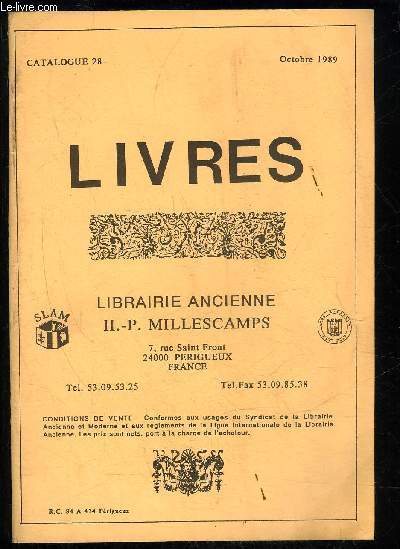 Le-livre.com
CATALOGUE 28
Octobre 1989
LIVRES
LIBRAIRIE ANCIENNE
H.-P. MILLESCAMPS
7, rue Saint Front
24000 PERIGUEUX
FRANCE
SLAM
Tel. 53.09.53.25
Tel.Fax 53.09.85.38
CONDITIONS DE VENTE Conformes aux usages du Syndicat de la Librairie
Ancienne et Moderne et aux règlements de la Ligue Internationale de la Librairie
Ancienne. Les prix sont nets, port à la charge de l'acheteur.
R.C. 84 A 424 Périgueux